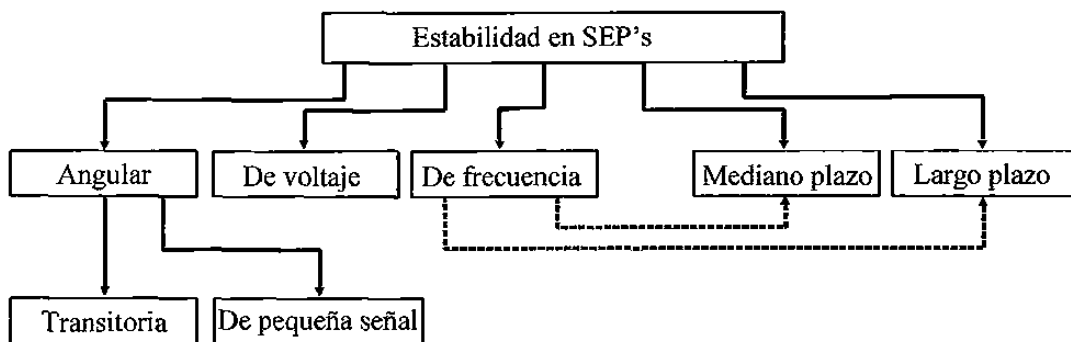 Estabilidad en SEP's
Angular
De voltaje
De frecuencia
Mediano plazo
Largo plazo
Transitoria
De pequeña señal